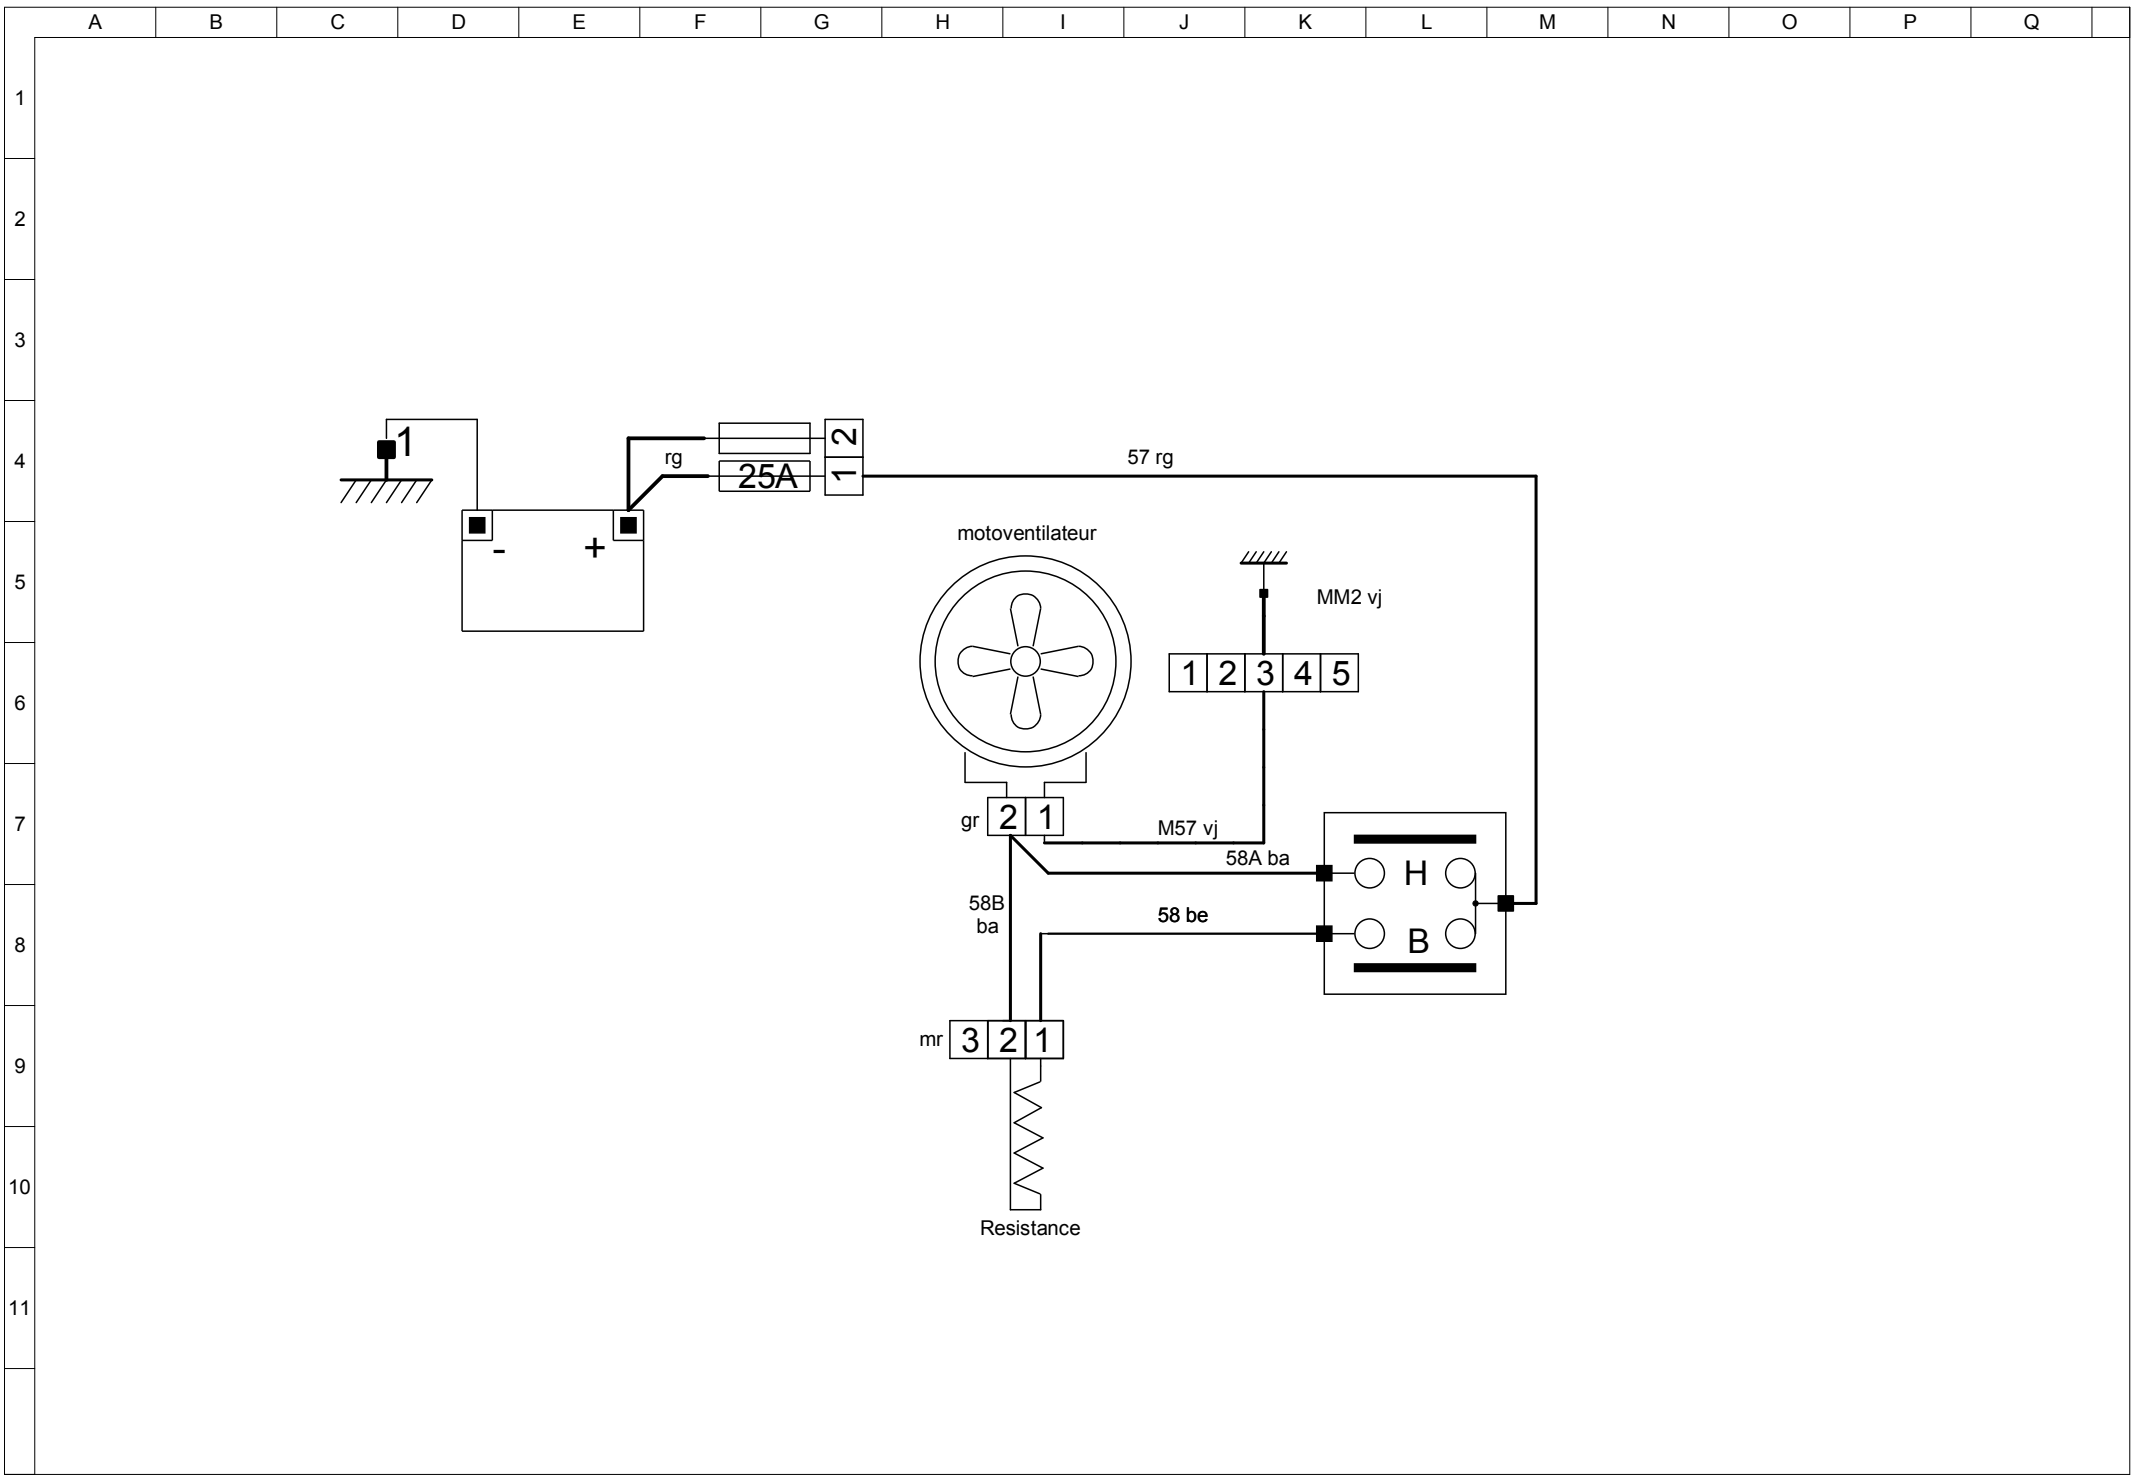 A B C D E F G H I J K L M N O P Q
1
2
3
4
5
6
7
8
9
10
11
1
- +
rg
25A
2
1
57 rg
motoventilateur
MM2 vj
1 2 3 4 5
gr 2 1
M57 vj
58A ba
H
B
58B
ba
58 be
mr 3 2 1
Resistance